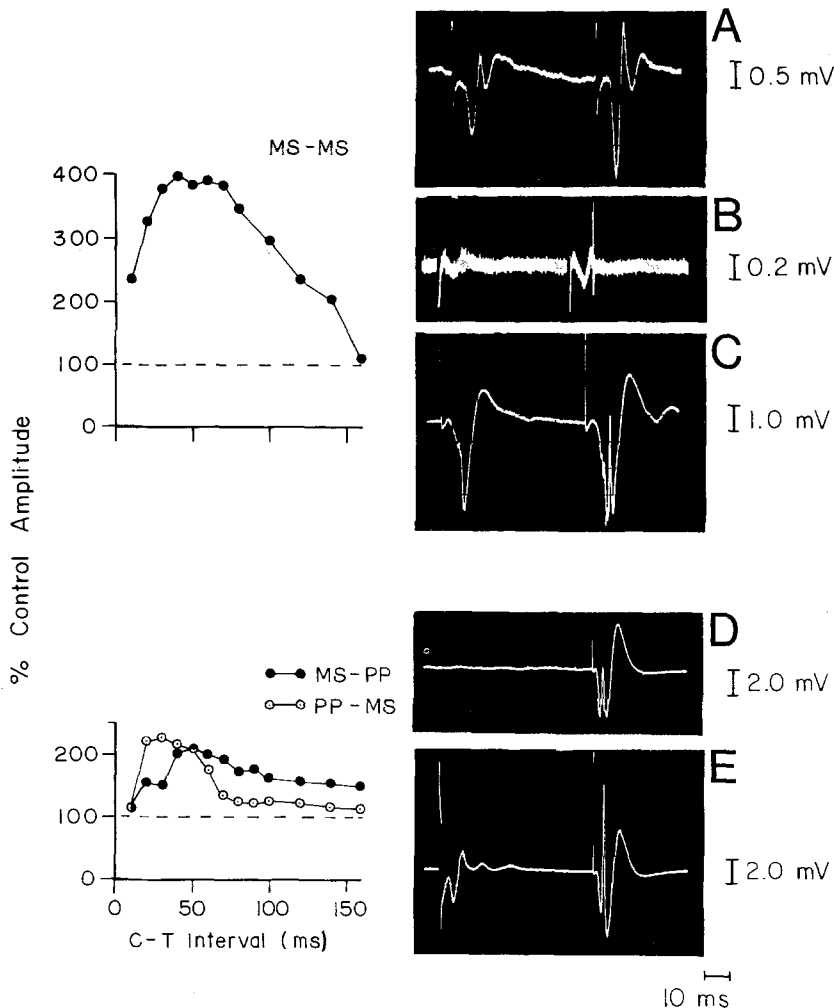 MS-MS
400
300
200
100
0
% Control Amplitude
MS-PP
PP-MS
200
100
0
0 50 100 150
C-T Interval (ms)
A
0.5 mV
B
0.2 mV
C
1.0 mV
D
2.0 mV
E
2.0 mV
10 ms